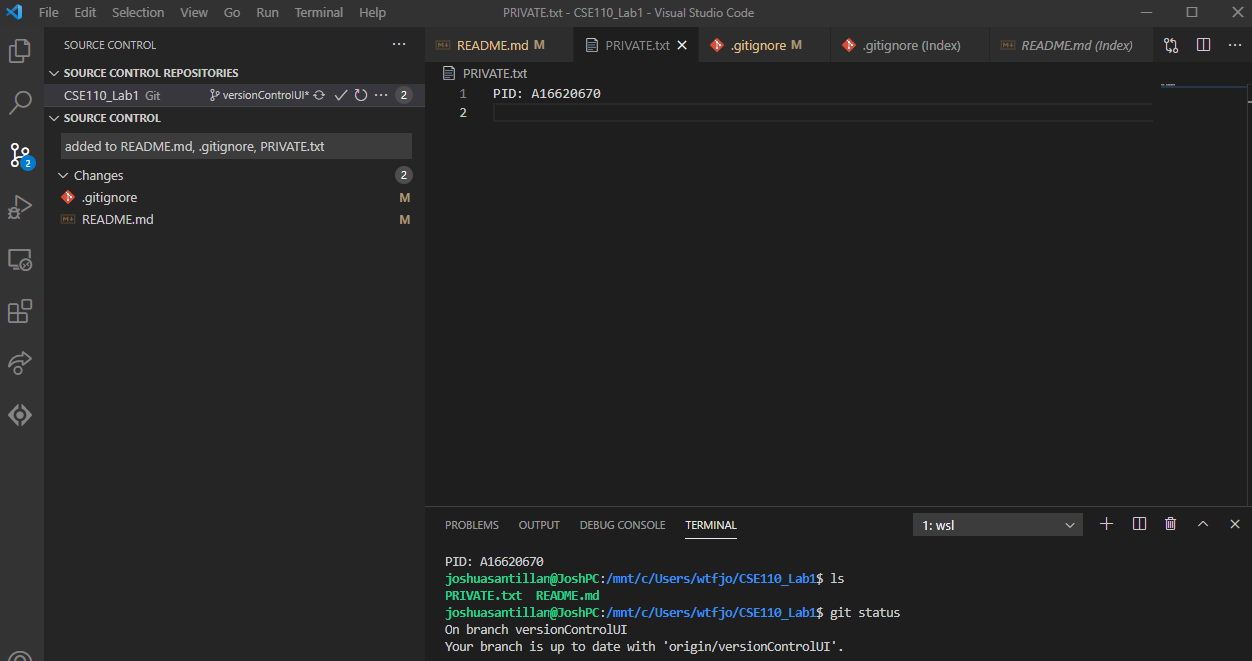 File Edit Selection View Go Run Terminal Help PRIVATE.txt - CSE110_Lab1 - Visual Studio Code
SOURCE CONTROL
README.md M PRIVATE.txt .gitignore M .gitignore (Index) README.md (Index)
SOURCE CONTROL REPOSITORIES
CSE110_Lab1 Git versionControlUI* 2
SOURCE CONTROL
added to README.md, .gitignore, PRIVATE.txt
Changes 2
.gitignore M
README.md M
2
PRIVATE.txt
1 PID: A16620670
2
PROBLEMS OUTPUT DEBUG CONSOLE TERMINAL 1: wsl
PID: A16620670
joshuasantillan@JoshPC:/mnt/c/Users/wtfjo/CSE110_Lab1$ ls
PRIVATE.txt README.md
joshuasantillan@JoshPC:/mnt/c/Users/wtfjo/CSE110_Lab1$ git status
On branch versionControlUI
Your branch is up to date with 'origin/versionControlUI'.